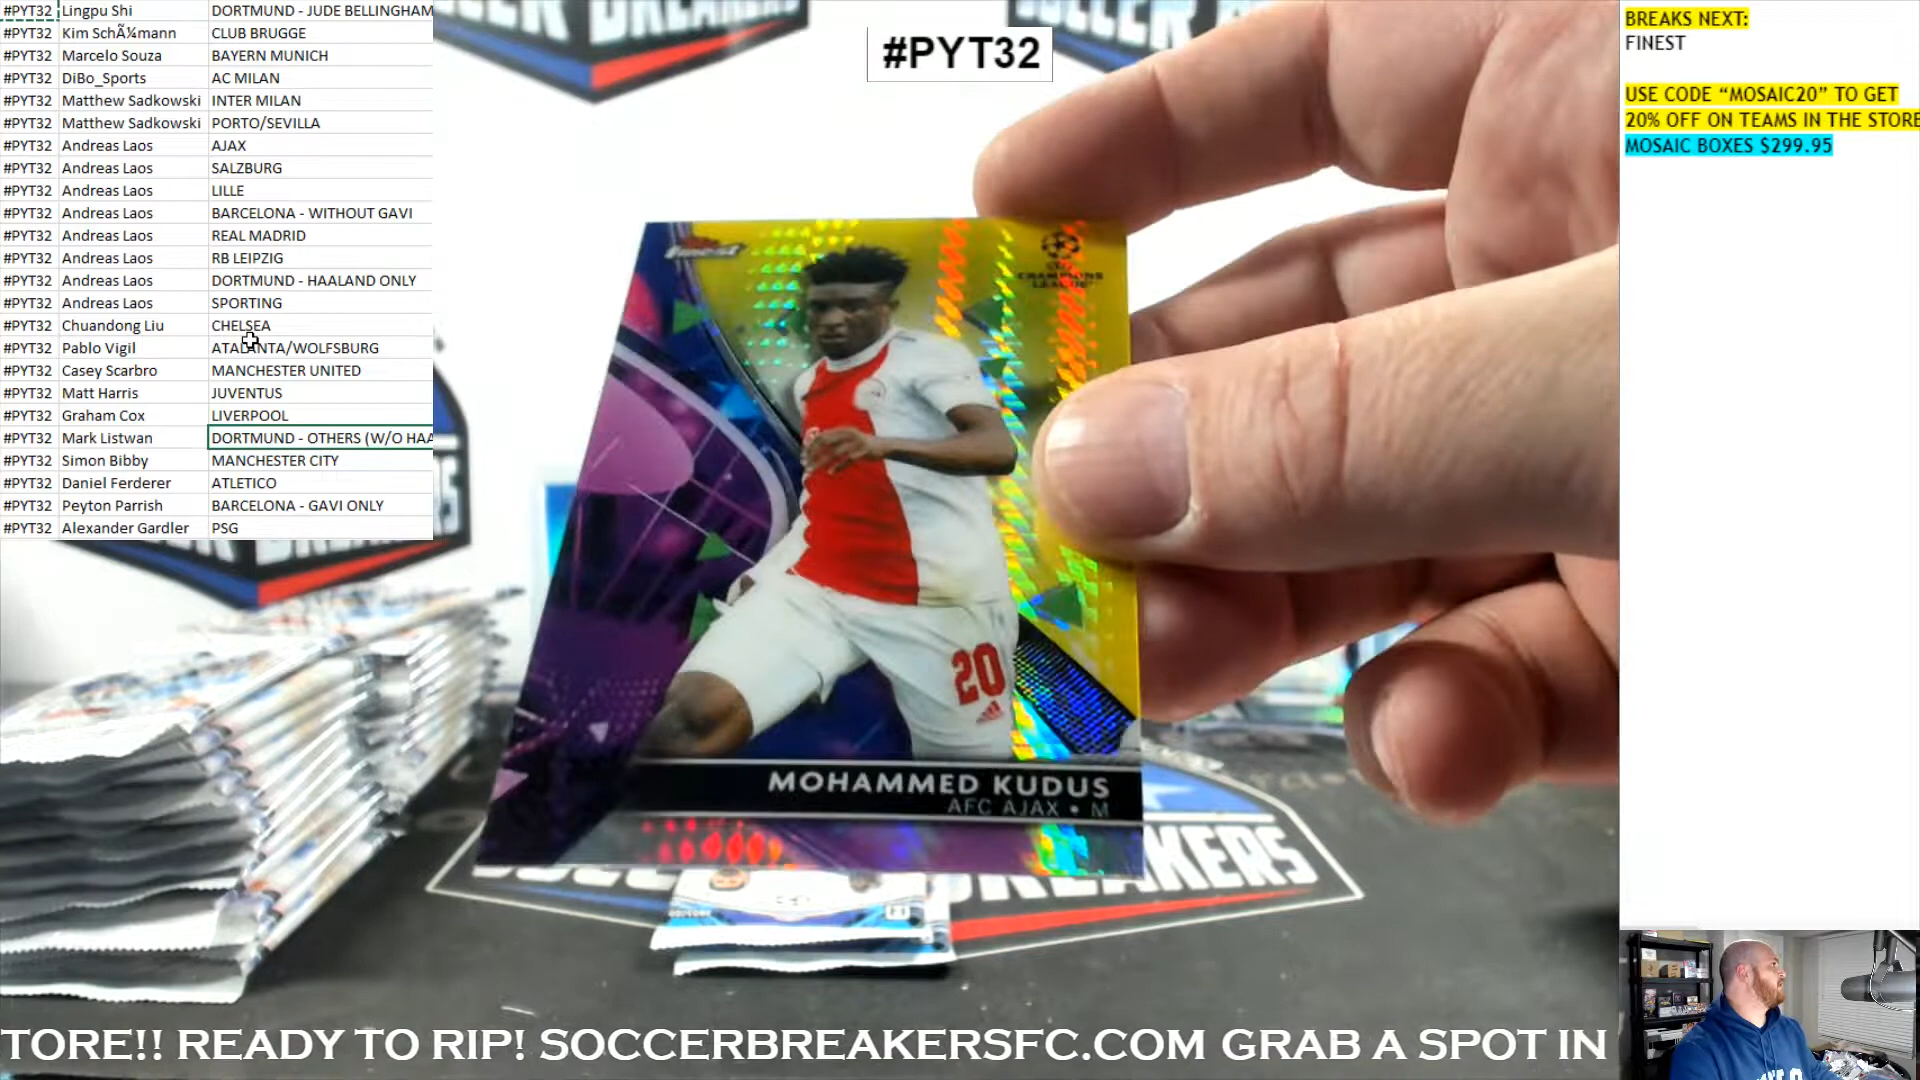 #PYT32 Lingpu Shi DORTMUND - JUDE BELLINGHAM
#PYT32 Kim SchÃ¼mann CLUB BRUGGE
#PYT32 Marcelo Souza BAYERN MUNICH
#PYT32 DiBo_Sports AC MILAN
#PYT32 Matthew Sadkowski INTER MILAN
#PYT32 Matthew Sadkowski PORTO/SEVILLA
#PYT32 Andreas Laos AJAX
#PYT32 Andreas Laos SALZBURG
#PYT32 Andreas Laos LILLE
#PYT32 Andreas Laos BARCELONA - WITHOUT GAVI
#PYT32 Andreas Laos REAL MADRID
#PYT32 Andreas Laos RB LEIPZIG
#PYT32 Andreas Laos DORTMUND - HAALAND ONLY
#PYT32 Andreas Laos SPORTING
#PYT32 Chuandong Liu CHELSEA
#PYT32 Pablo Vigil ATALANTA/WOLFSBURG
#PYT32 Casey Scarbro MANCHESTER UNITED
#PYT32 Matt Harris JUVENTUS
#PYT32 Graham Cox LIVERPOOL
#PYT32 Mark Listwan DORTMUND - OTHERS (W/O HAA
#PYT32 Simon Bibby MANCHESTER CITY
#PYT32 Daniel Ferderer ATLETICO
#PYT32 Peyton Parrish BARCELONA - GAVI ONLY
#PYT32 Alexander Gardler PSG
#PYT32
BREAKS NEXT:
FINEST
USE CODE “MOSAIC20” TO GET
20% OFF ON TEAMS IN THE STORE
MOSAIC BOXES $299.95
Finest
CHAMPIONS
LEAGUE
20
MOHAMMED KUDUS
AFC AJAX • M
TORE!! READY TO RIP! SOCCERBREAKERSFC.COM GRAB A SPOT IN